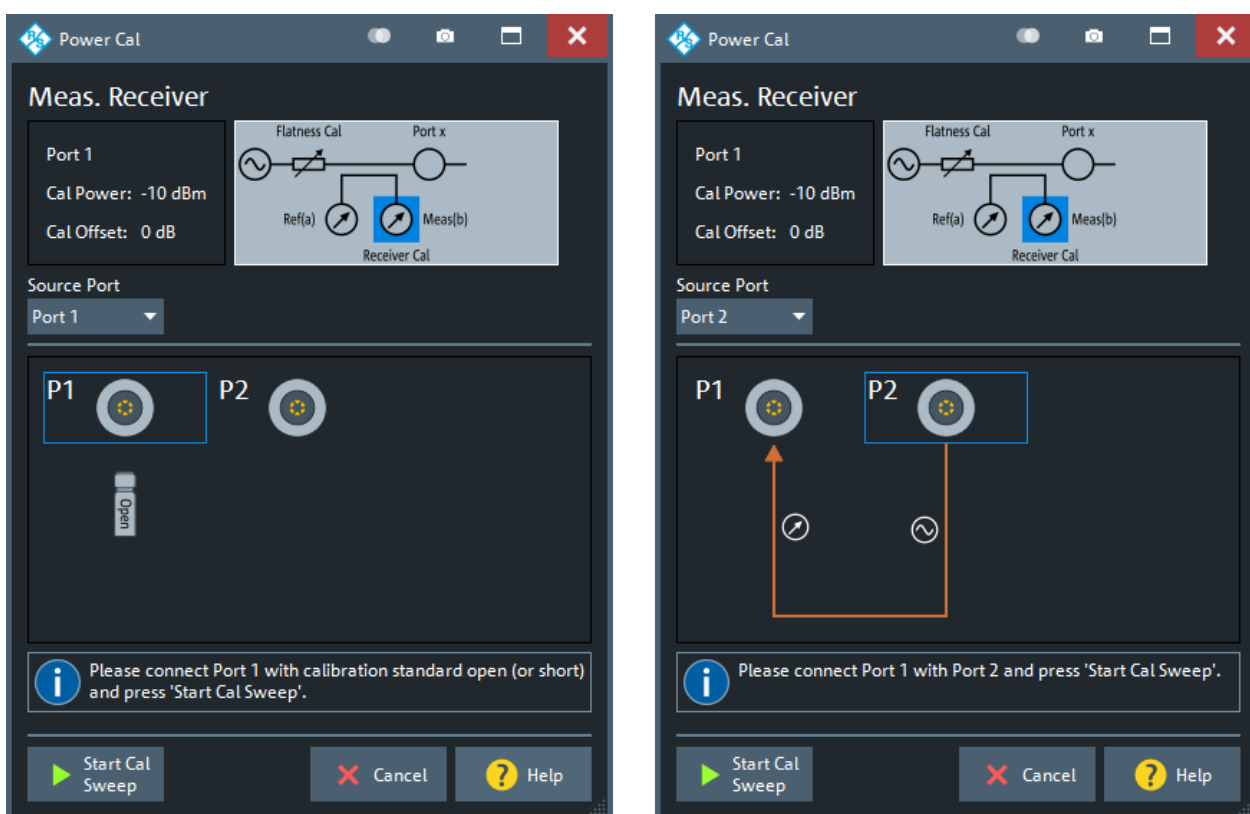 Power Cal
Meas. Receiver
Port 1
Cal Power: -10 dBm
Cal Offset: 0 dB
Flatness Cal Port x
Ref(a) Meas(b)
Receiver Cal
Source Port
Port 1
P1 P2
Open
Please connect Port 1 with calibration standard open (or short)
and press 'Start Cal Sweep'.
Start Cal
Sweep
Cancel
? Help
Power Cal
Meas. Receiver
Port 1
Cal Power: -10 dBm
Cal Offset: 0 dB
Flatness Cal Port x
Ref(a) Meas(b)
Receiver Cal
Source Port
Port 2
P1 P2
Please connect Port 1 with Port 2 and press 'Start Cal Sweep'.
Start Cal
Sweep
Cancel
? Help